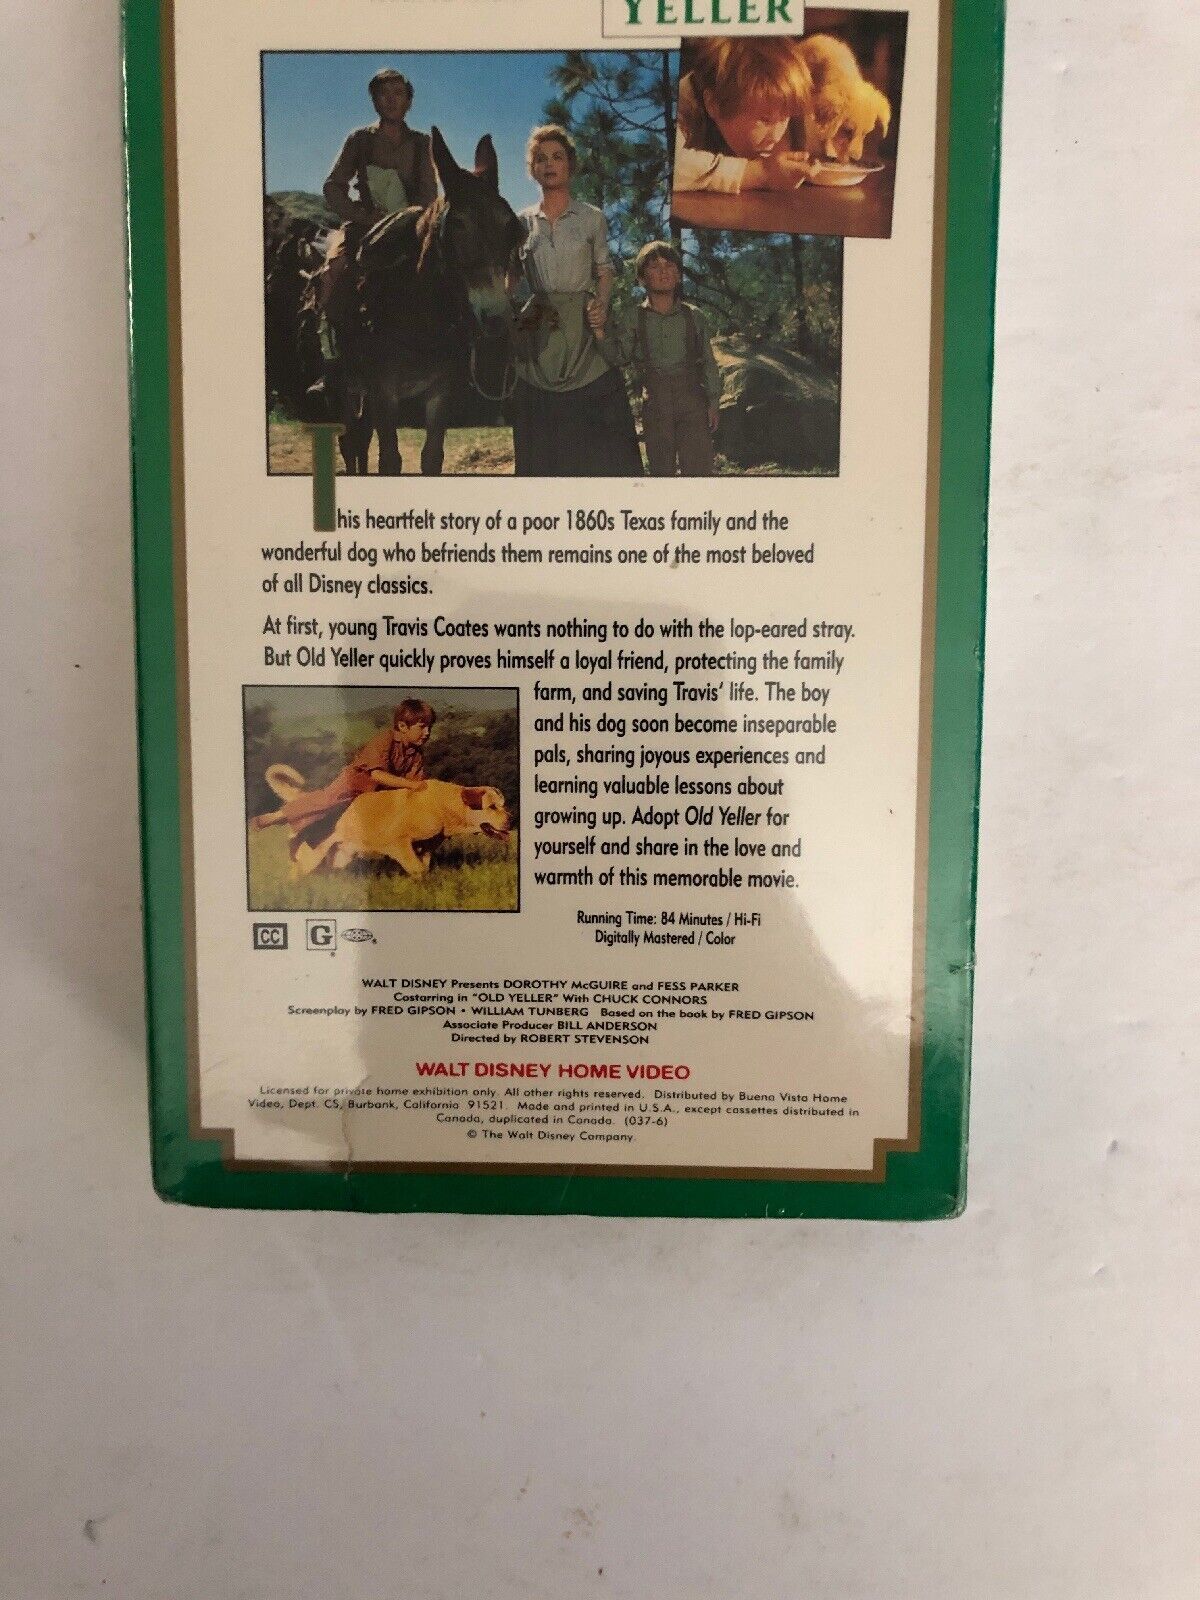 YELLER
This heartfelt story of a poor 1860s Texas family and the
wonderful dog who befriends them remains one of the most beloved
of all Disney classics.
At first, young Travis Coates wants nothing to do with the lop-eared stray.
But Old Yeller quickly proves himself a loyal friend, protecting the family
farm, and saving Travis' life. The boy
and his dog soon become inseparable
pals, sharing joyous experiences and
learning valuable lessons about
growing up. Adopt Old Yeller for
yourself and share in the love and
warmth of this memorable movie.
Running Time: 84 Minutes / Hi-Fi
Digitally Mastered / Color
CC G
WALT DISNEY Presents DOROTHY McGUIRE and FESS PARKER
Costarring in "OLD YELLER" With CHUCK CONNORS
Screenplay by FRED GIPSON • WILLIAM TUNBERG Based on the book by FRED GIPSON
Associate Producer BILL ANDERSON
Directed by ROBERT STEVENSON
WALT DISNEY HOME VIDEO
Licensed for private home exhibition only. All other rights reserved. Distributed by Buena Vista Home
Video, Dept. CS, Burbank, California 91521. Made and printed in U.S.A., except cassettes distributed in
Canada, duplicated in Canada. (037-6)
© The Walt Disney Company.